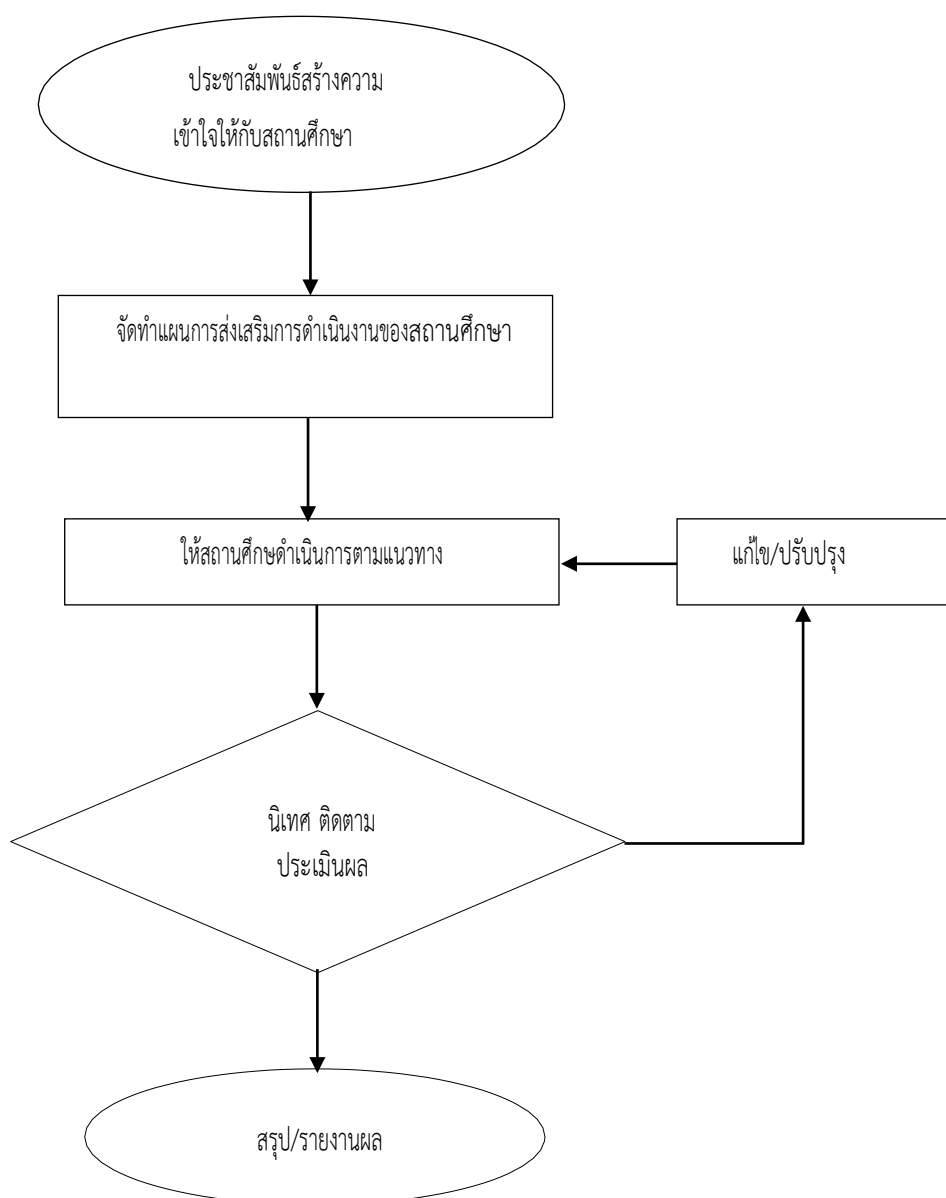 ประชาสัมพันธ์สร้างความ
เข้าใจให้กับสถานศึกษา
จัดทำแผนการส่งเสริมการดำเนินงานของสถานศึกษา
ให้สถานศึกษดำเนินการตามแนวทาง
แก้ไข/ปรับปรุง
นิเทศ ติดตาม
ประเมินผล
สรุป/รายงานผล